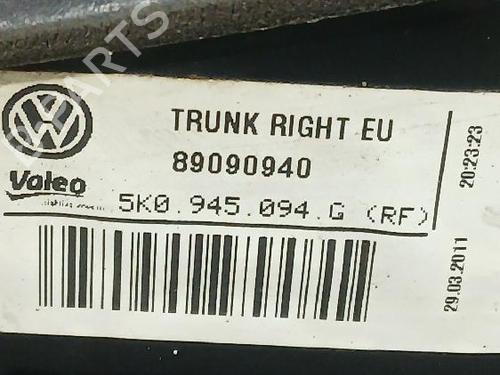 TRUNK RIGHT EU
89090940
Valeo
5K0.945.094.G (RF)
20:23:23
29.03.2011